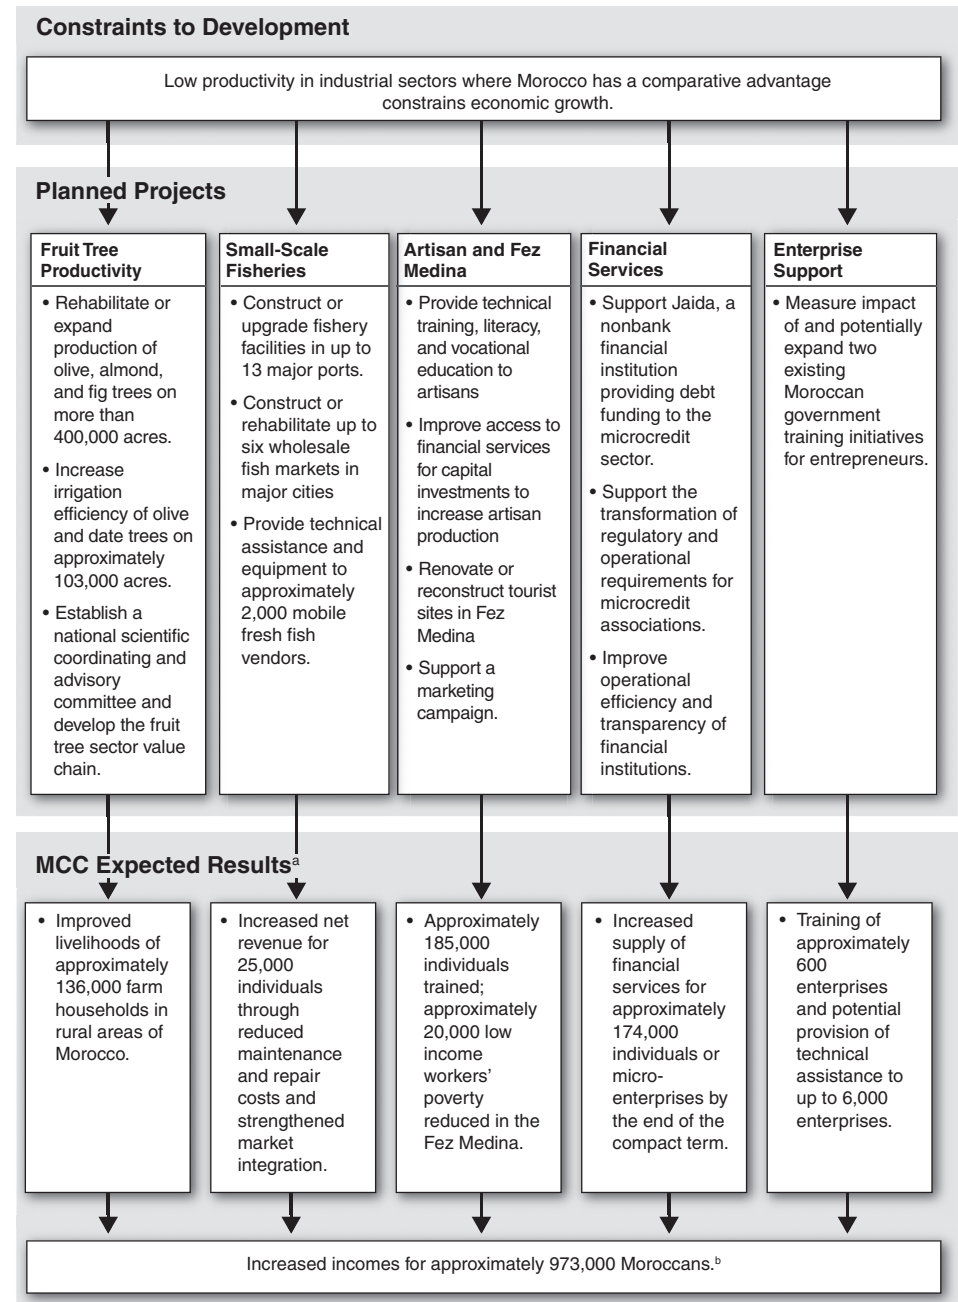 Constraints to Development
Low productivity in industrial sectors where Morocco has a comparative advantage
constrains economic growth.
Planned Projects
Fruit Tree
Productivity
• Rehabilitate or
expand
production of
olive, almond,
and fig trees on
more than
400,000 acres.
• Increase
irrigation
efficiency of olive
and date trees on
approximately
103,000 acres.
• Establish a
national scientific
coordinating and
advisory
committee and
develop the fruit
tree sector value
chain.
Small-Scale
Fisheries
• Construct or
upgrade fishery
facilities in up to
13 major ports.
• Construct or
rehabilitate up to
six wholesale
fish markets in
major cities
• Provide technical
assistance and
equipment to
approximately
2,000 mobile
fresh fish
vendors.
Artisan and Fez
Medina
• Provide technical
training, literacy,
and vocational
education to
artisans
• Improve access to
financial services
for capital
investments to
increase artisan
production
• Renovate or
reconstruct tourist
sites in Fez
Medina
• Support a
marketing
campaign.
Financial
Services
• Support Jaida, a
nonbank
financial
institution
providing debt
funding to the
microcredit
sector.
• Support the
transformation of
regulatory and
operational
requirements for
microcredit
associations.
• Improve
operational
efficiency and
transparency of
financial
institutions.
Enterprise
Support
• Measure impact
of and potentially
expand two
existing
Moroccan
government
training initiatives
for entrepreneurs.
MCC Expected Resultsᵃ
• Improved
livelihoods of
approximately
136,000 farm
households in
rural areas of
Morocco.
• Increased net
revenue for
25,000
individuals
through
reduced
maintenance
and repair
costs and
strengthened
market
integration.
• Approximately
185,000
individuals
trained;
approximately
20,000 low
income
workers'
poverty
reduced in the
Fez Medina.
• Increased
supply of
financial
services for
approximately
174,000
individuals or
micro-
enterprises by
the end of the
compact term.
• Training of
approximately
600
enterprises
and potential
provision of
technical
assistance to
up to 6,000
enterprises.
Increased incomes for approximately 973,000 Moroccans.ᵇ